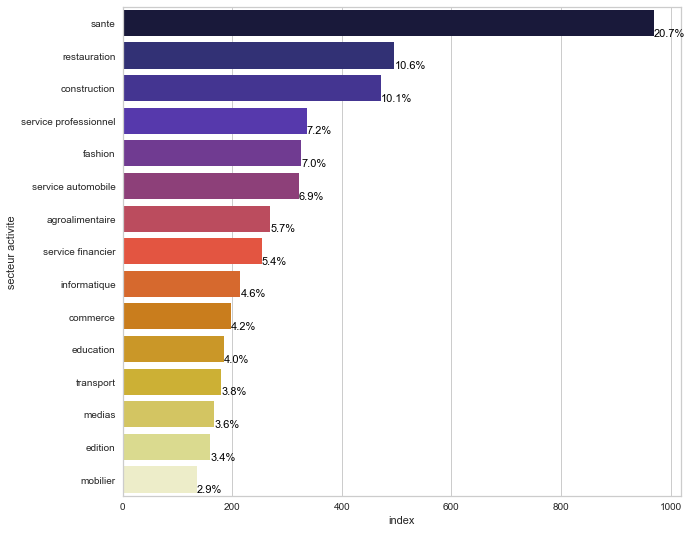 sante
20.7%
restauration
10.6%
construction
10.1%
service professionnel
7.2%
fashion
7.0%
service automobile
6.9%
agroalimentaire
5.7%
service financier
5.4%
informatique
4.6%
commerce
4.2%
education
4.0%
transport
3.8%
medias
3.6%
edition
3.4%
mobilier
2.9%
secteur activite
0 200 400 600 800 1000
index